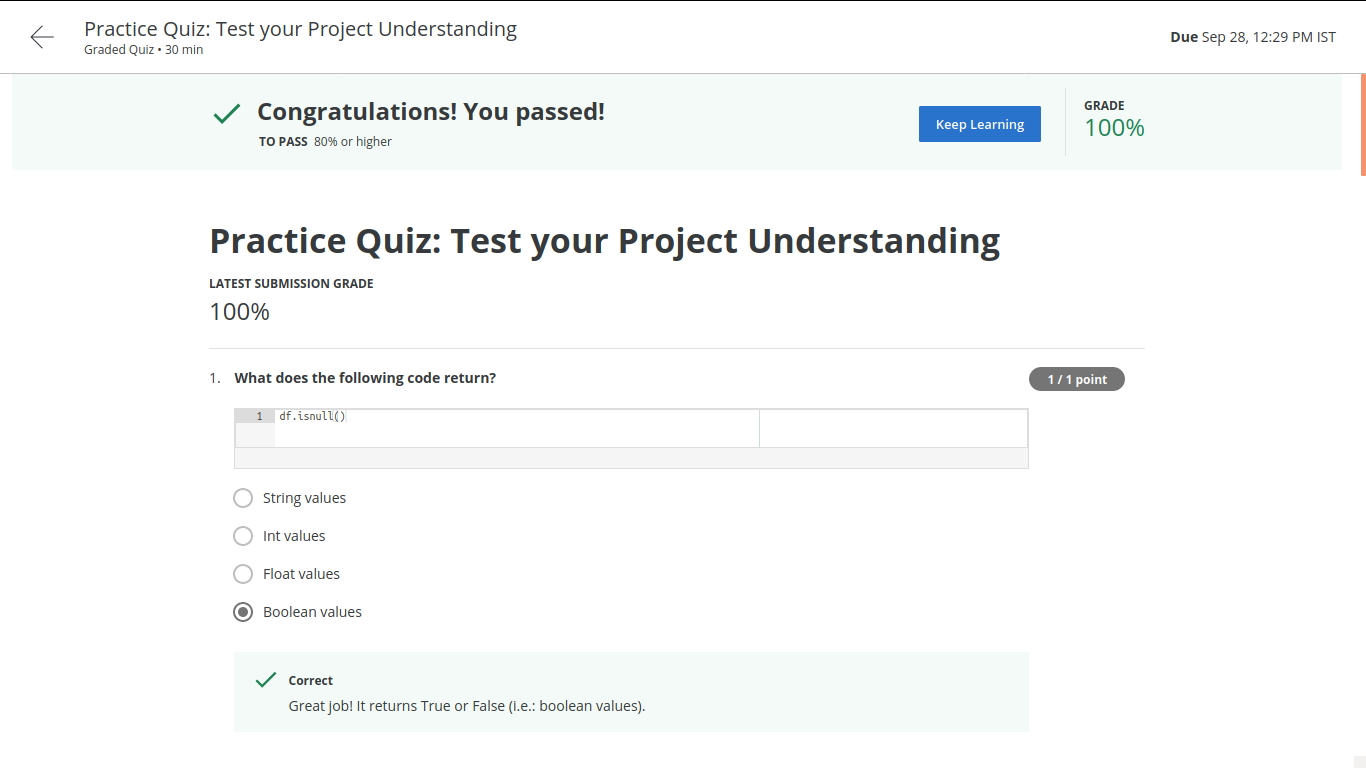 Practice Quiz: Test your Project Understanding
Graded Quiz • 30 min
Due Sep 28, 12:29 PM IST
Congratulations! You passed!
TO PASS 80% or higher
Keep Learning
GRADE
100%
Practice Quiz: Test your Project Understanding
LATEST SUBMISSION GRADE
100%
1. What does the following code return?
1 / 1 point
1 df.isnull()
String values
Int values
Float values
Boolean values
Correct
Great job! It returns True or False (i.e.: boolean values).